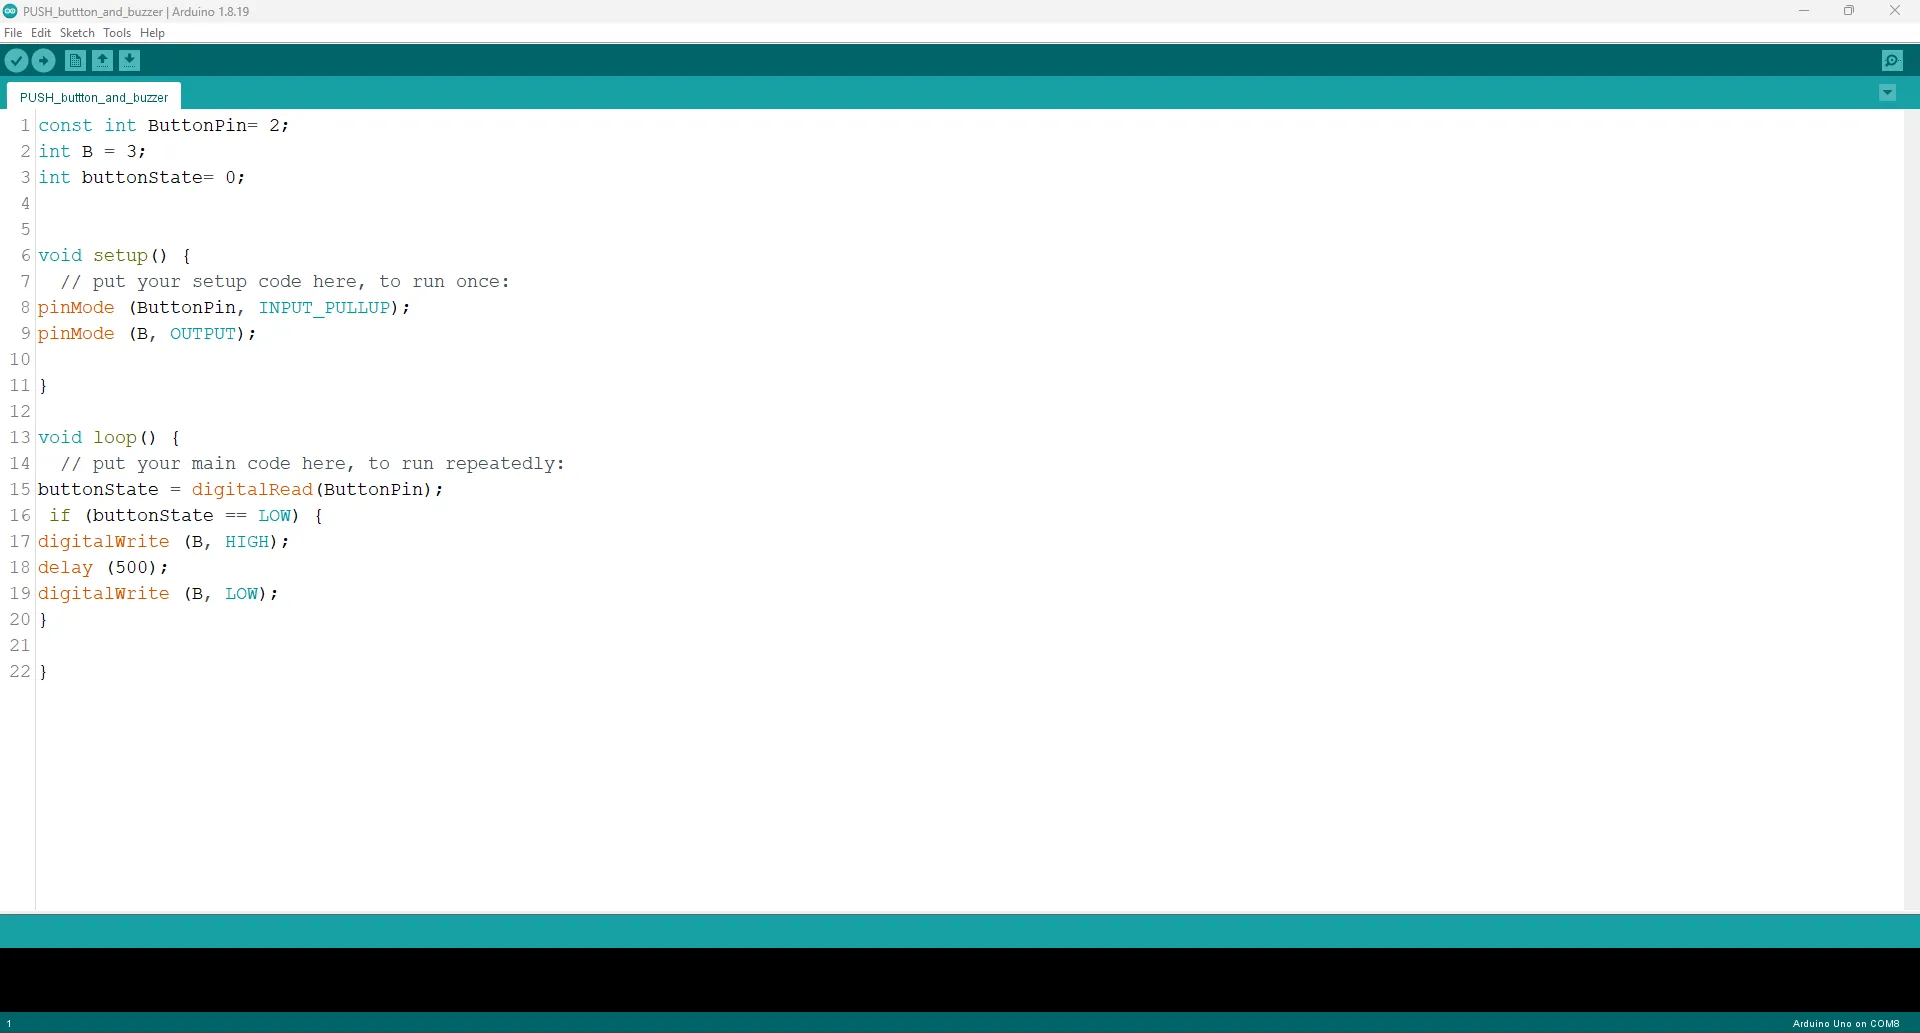 PUSH_buttton_and_buzzer | Arduino 1.8.19
File Edit Sketch Tools Help
PUSH_buttton_and_buzzer
1 const int ButtonPin= 2;
2 int B = 3;
3 int buttonState= 0;
4
5
6 void setup() {
7 // put your setup code here, to run once:
8 pinMode (ButtonPin, INPUT_PULLUP);
9 pinMode (B, OUTPUT);
10
11 }
12
13 void loop() {
14 // put your main code here, to run repeatedly:
15 buttonState = digitalRead(ButtonPin);
16 if (buttonState == LOW) {
17 digitalWrite (B, HIGH);
18 delay (500);
19 digitalWrite (B, LOW);
20 }
21
22 }
1 Arduino Uno on COM8